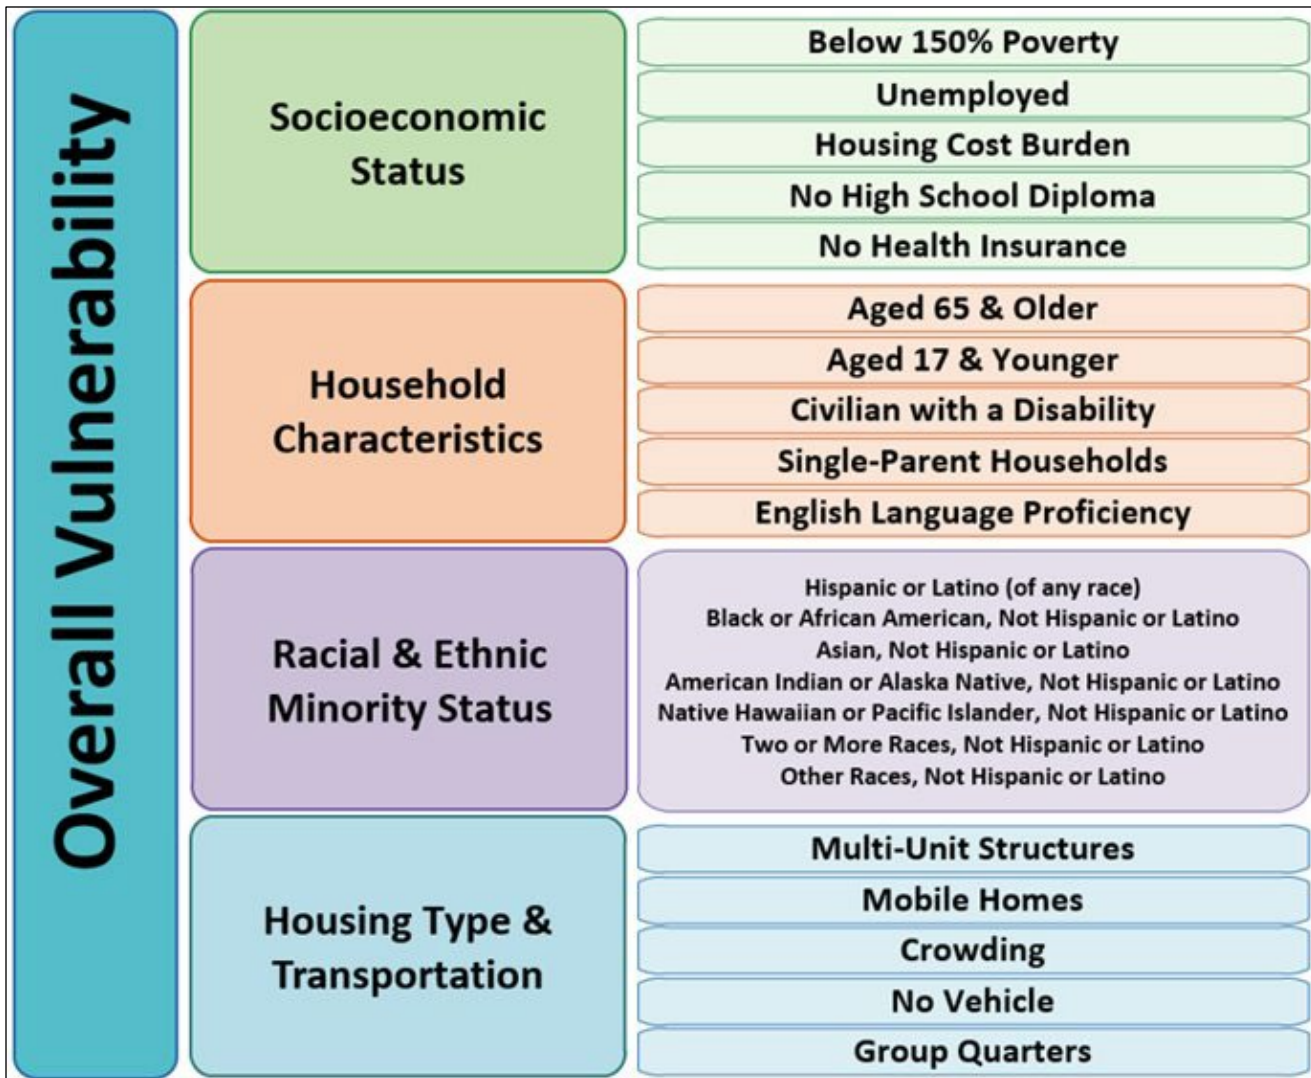 Overall Vulnerability
Socioeconomic
Status
Below 150% Poverty
Unemployed
Housing Cost Burden
No High School Diploma
No Health Insurance
Household
Characteristics
Aged 65 & Older
Aged 17 & Younger
Civilian with a Disability
Single-Parent Households
English Language Proficiency
Racial & Ethnic
Minority Status
Hispanic or Latino (of any race)
Black or African American, Not Hispanic or Latino
Asian, Not Hispanic or Latino
American Indian or Alaska Native, Not Hispanic or Latino
Native Hawaiian or Pacific Islander, Not Hispanic or Latino
Two or More Races, Not Hispanic or Latino
Other Races, Not Hispanic or Latino
Housing Type &
Transportation
Multi-Unit Structures
Mobile Homes
Crowding
No Vehicle
Group Quarters